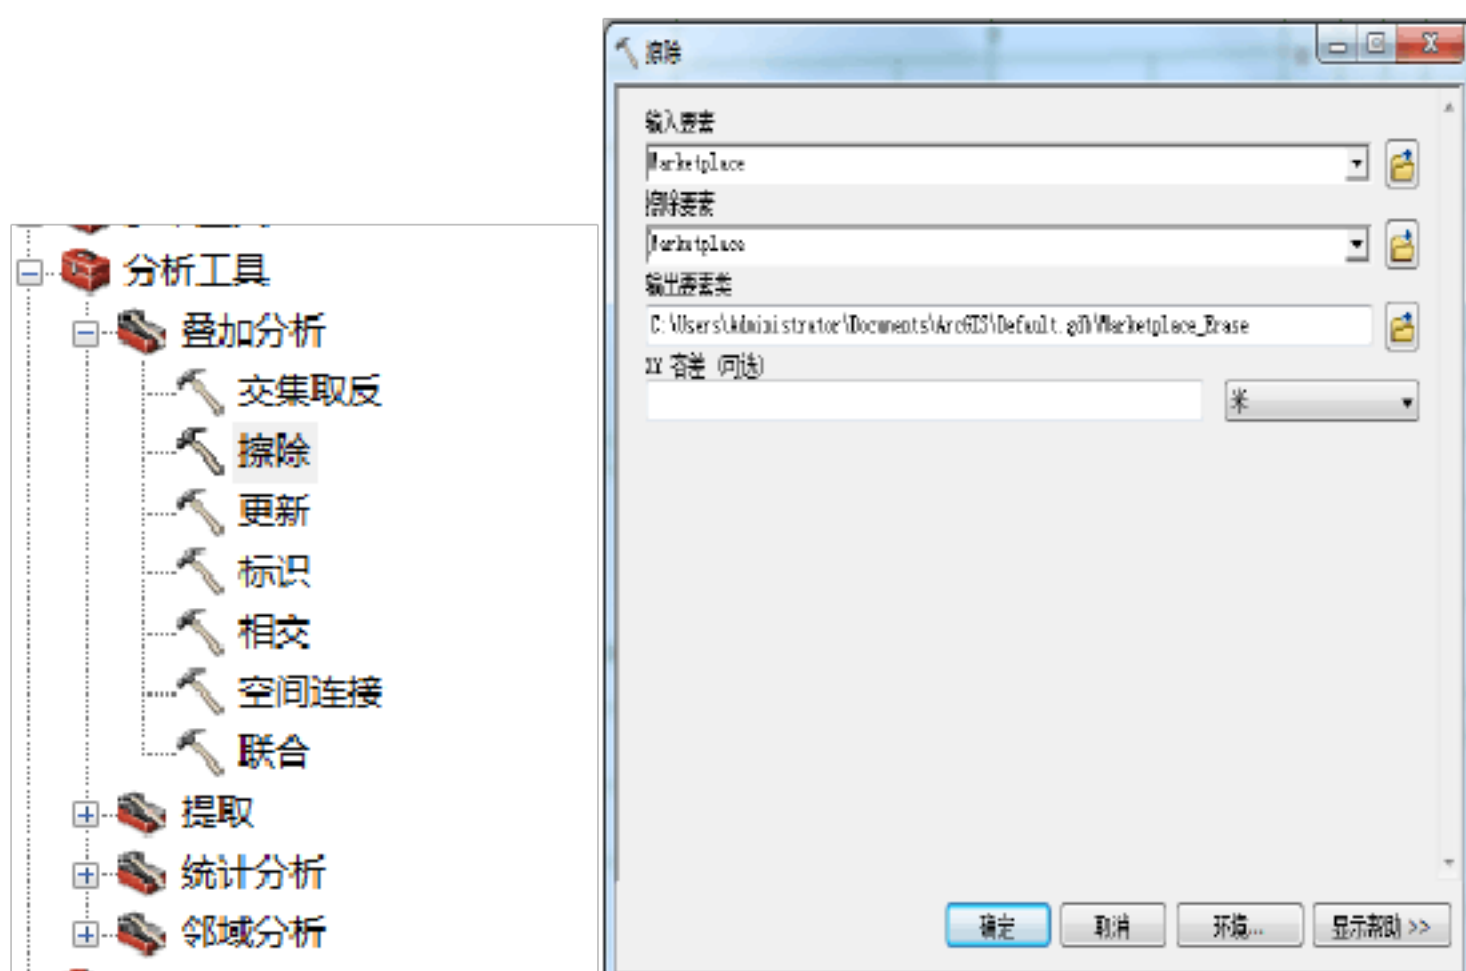 分析工具
叠加分析
交集取反
擦除
更新
标识
相交
空间连接
联合
提取
统计分析
邻域分析
擦除
输入要素
Marketplace
擦除要素
Marketplace
输出要素类
C:\Users\Administrator\Documents\ArcGIS\Default.gdb\Marketplace_Erase
XY 容差 (可选)
米
确定
取消
环境...
显示帮助 >>